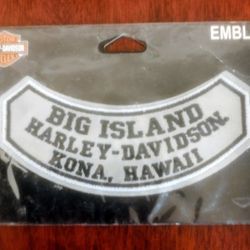 EMBL
BIG ISLAND
HARLEY-DAVIDSON
KONA, HAWAII